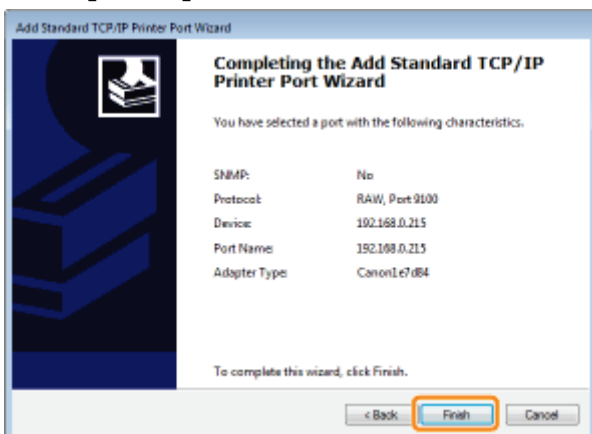 Add Standard TCP/IP Printer Port Wizard
Completing the Add Standard TCP/IP
Printer Port Wizard
You have selected a port with the following characteristics.
SNMP: No
Protocol: RAW, Port 9100
Device: 192.168.0.215
Port Name: 192.168.0.215
Adapter Type: Canon1e7d84
To complete this wizard, click Finish.
< Back Finish Cancel